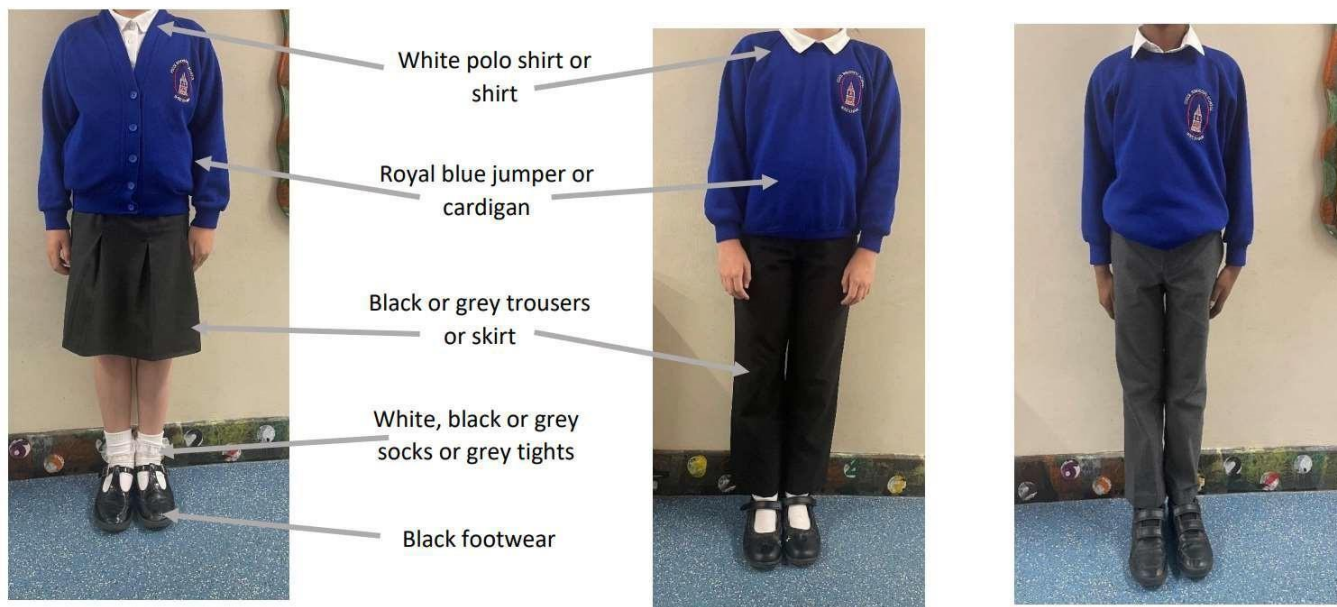 White polo shirt or
shirt
Royal blue jumper or
cardigan
Black or grey trousers
or skirt
White, black or grey
socks or grey tights
Black footwear